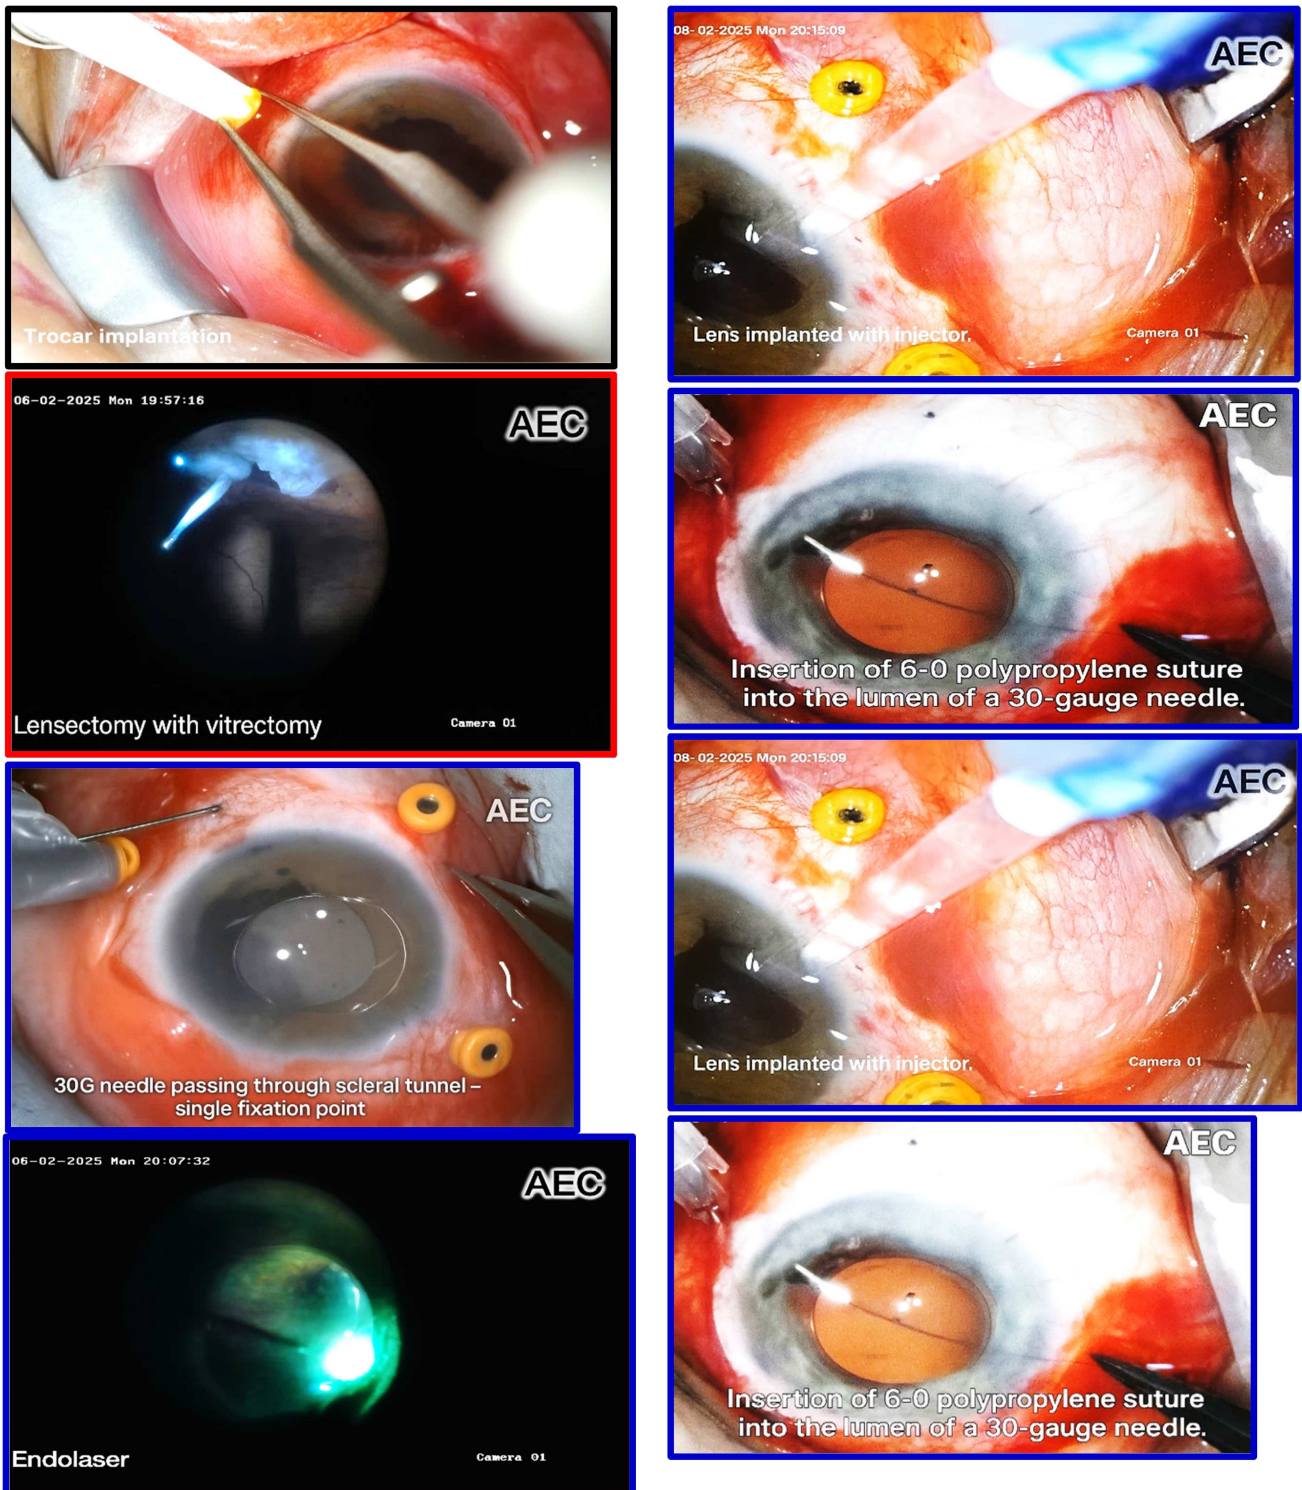 Trocar implantation
06-02-2025 Mon 19:57:16
AEC
Lensectomy with vitrectomy
Camera 01
AEC
30G needle passing through scleral tunnel –
single fixation point
06-02-2025 Mon 20:07:32
AEC
Endolaser
Camera 01
08-02-2025 Mon 20:15:09
AEC
Lens implanted with injector.
Camera 01
AEC
Insertion of 6-0 polypropylene suture
into the lumen of a 30-gauge needle.
08-02-2025 Mon 20:15:09
AEC
Lens implanted with injector.
Camera 01
AEC
Insertion of 6-0 polypropylene suture
into the lumen of a 30-gauge needle.